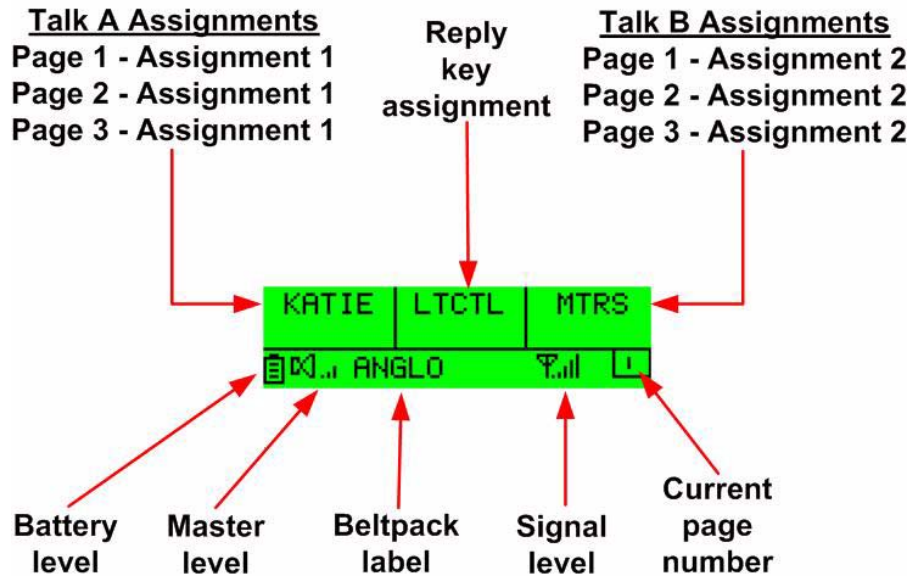 Talk A Assignments
Page 1 - Assignment 1
Page 2 - Assignment 1
Page 3 - Assignment 1
Reply
key
assignment
Talk B Assignments
Page 1 - Assignment 2
Page 2 - Assignment 2
Page 3 - Assignment 2
KATIE LTCTL MTRS
ANGLO
Battery
level
Master
level
Beltpack
label
Signal
level
Current
page
number